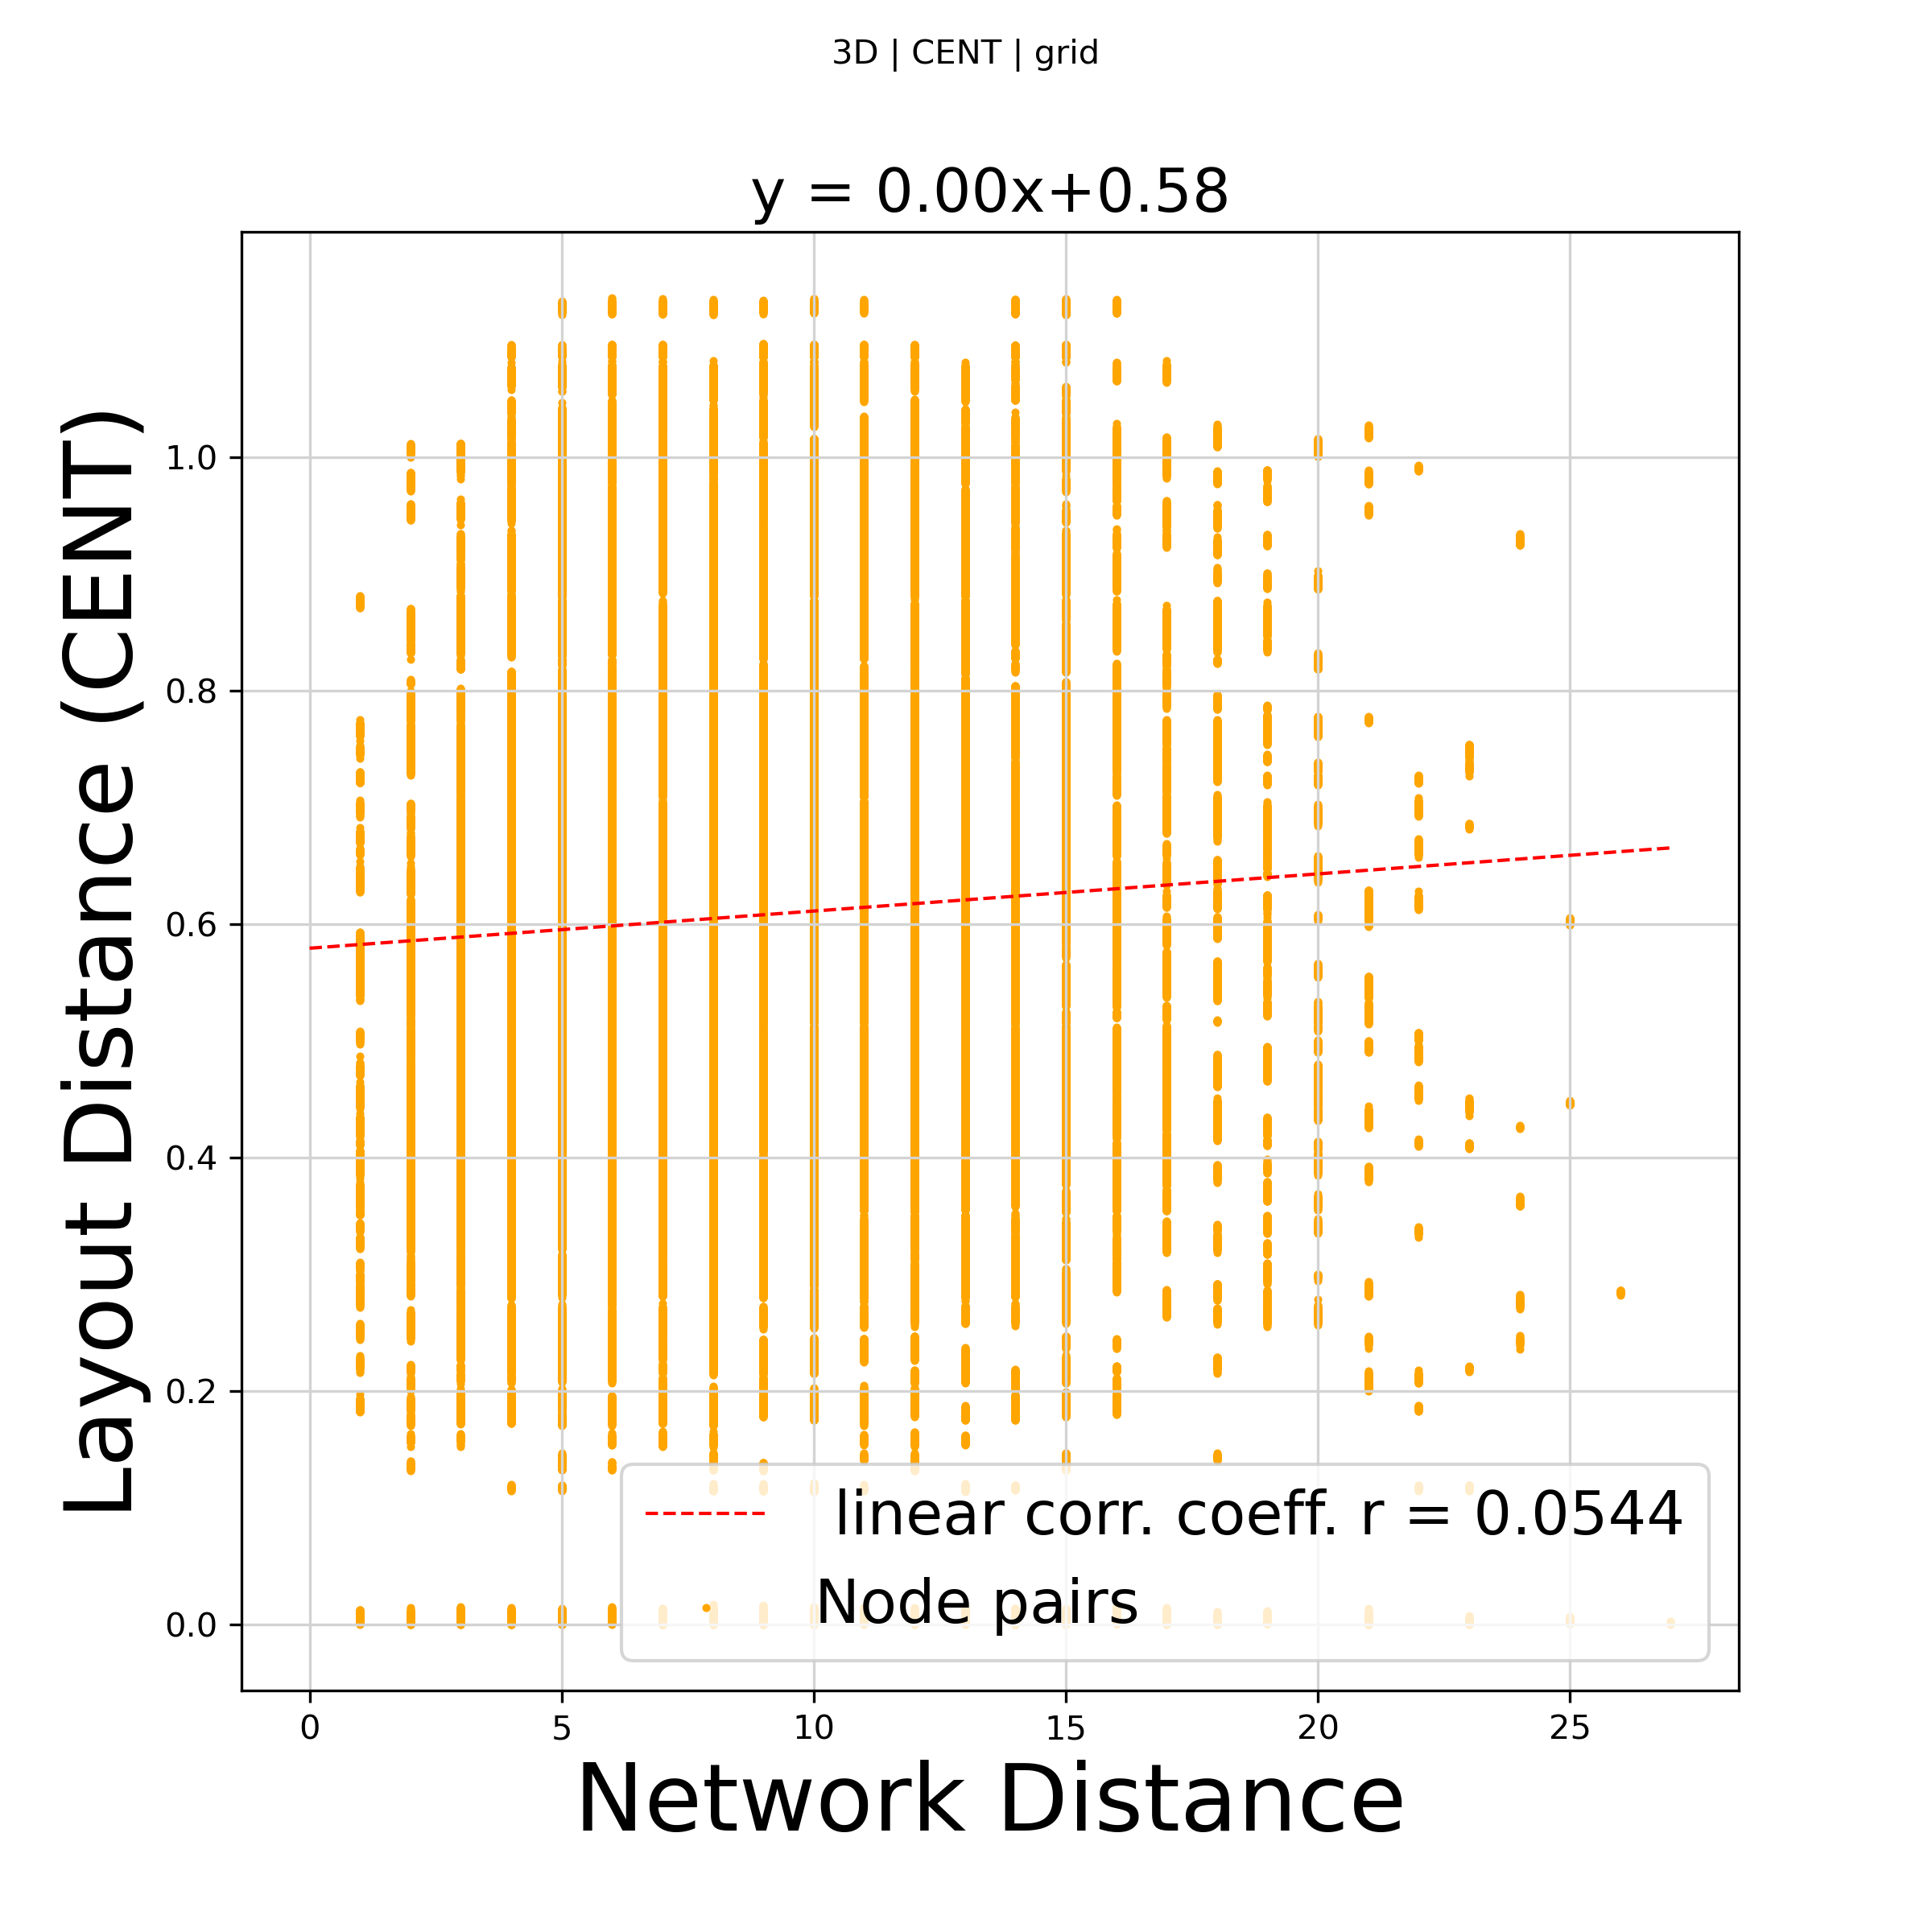 3D | CENT | grid
y = 0.00x+0.58
Layout Distance (CENT)
1.0
0.8
0.6
0.4
0.2
0.0
linear corr. coeff. r = 0.0544
Node pairs
0 5 10 15 20 25
Network Distance